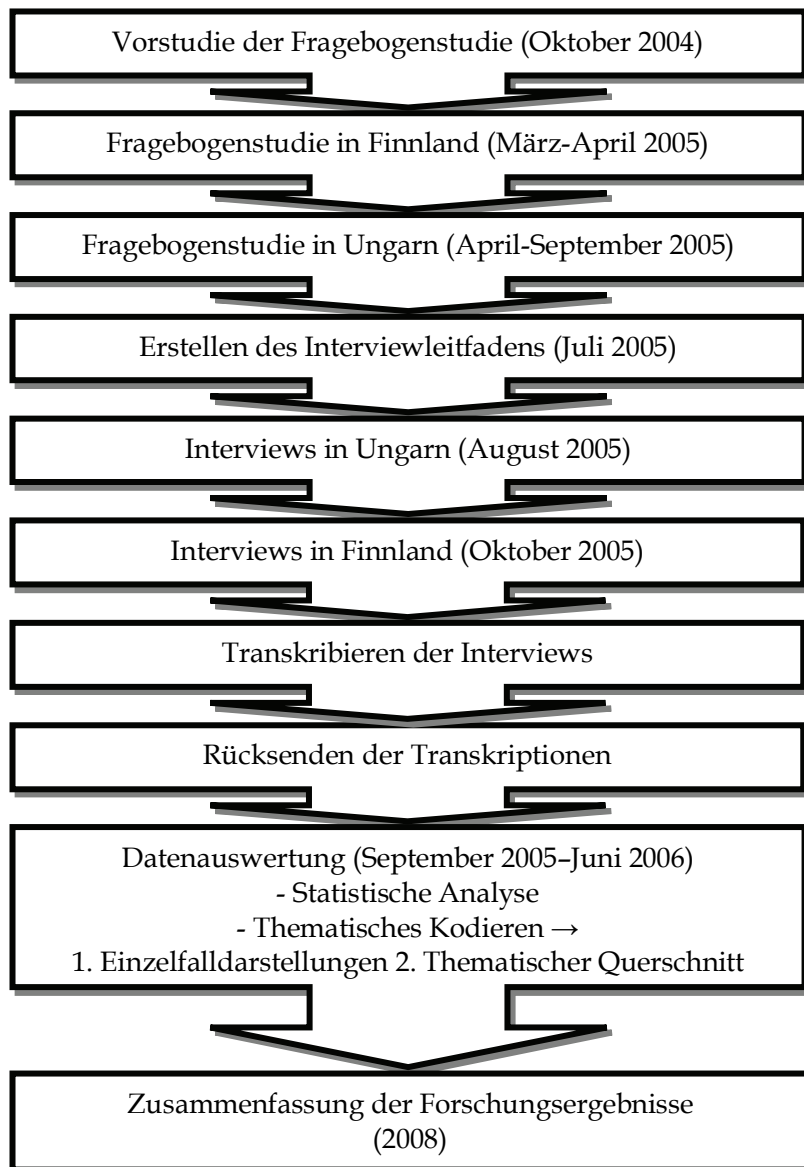 Vorstudie der Fragebogenstudie (Oktober 2004)
Fragebogenstudie in Finnland (März-April 2005)
Fragebogenstudie in Ungarn (April-September 2005)
Erstellen des Interviewleitfadens (Juli 2005)
Interviews in Ungarn (August 2005)
Interviews in Finnland (Oktober 2005)
Transkribieren der Interviews
Rücksenden der Transkriptionen
Datenauswertung (September 2005–Juni 2006)
- Statistische Analyse
- Thematisches Kodieren →
1. Einzelfalldarstellungen 2. Thematischer Querschnitt
Zusammenfassung der Forschungsergebnisse
(2008)